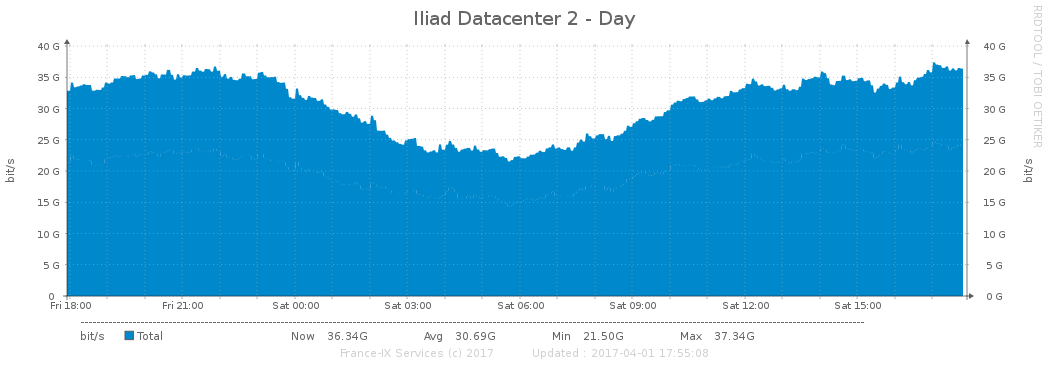 Iliad Datacenter 2 - Day
RRDTOOL / TOBI OETIKER
40 G 40 G
35 G 35 G
30 G 30 G
25 G 25 G
20 G 20 G
15 G 15 G
10 G 10 G
5 G 5 G
0 0 G
bit/s bit/s
Fri 18:00 Fri 21:00 Sat 00:00 Sat 03:00 Sat 06:00 Sat 09:00 Sat 12:00 Sat 15:00
bit/s Total Now 36.34G Avg 30.69G Min 21.50G Max 37.34G
France-IX Services (c) 2017 Updated : 2017-04-01 17:55:08